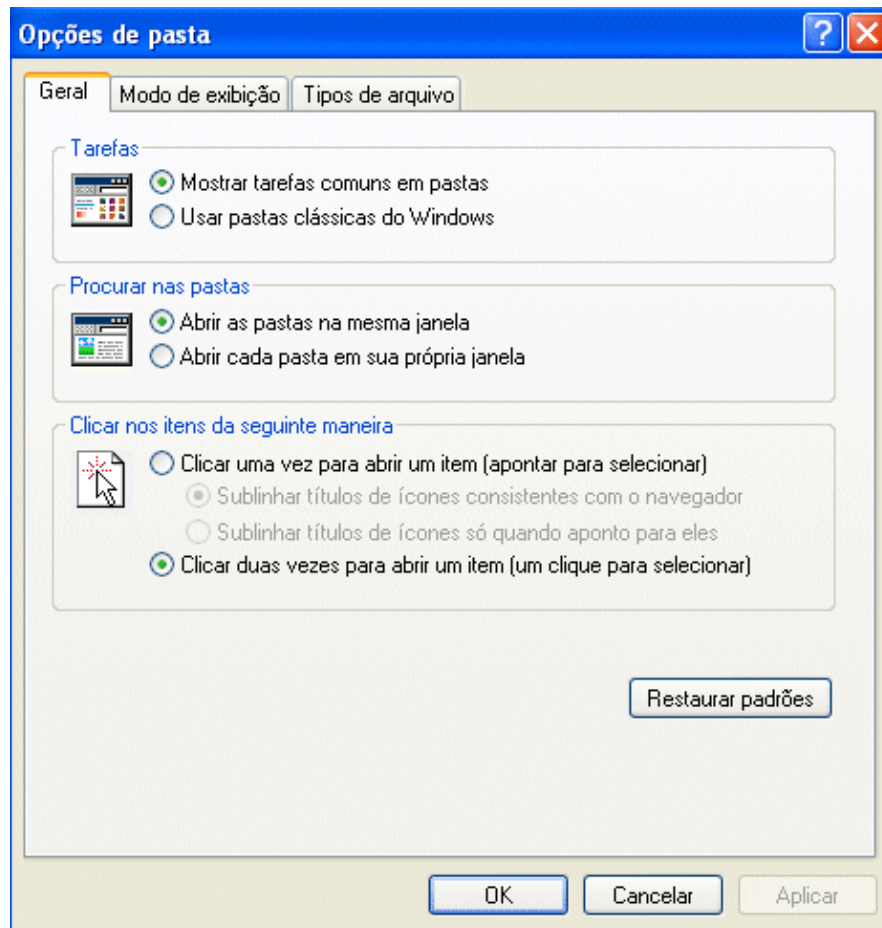 Opções de pasta
Geral
Modo de exibição
Tipos de arquivo
Tarefas
Mostrar tarefas comuns em pastas
Usar pastas clássicas do Windows
Procurar nas pastas
Abrir as pastas na mesma janela
Abrir cada pasta em sua própria janela
Clicar nos itens da seguinte maneira
Clicar uma vez para abrir um item (apontar para selecionar)
Sublinhar títulos de ícones consistentes com o navegador
Sublinhar títulos de ícones só quando aponto para eles
Clicar duas vezes para abrir um item (um clique para selecionar)
Restaurar padrões
OK
Cancelar
Aplicar